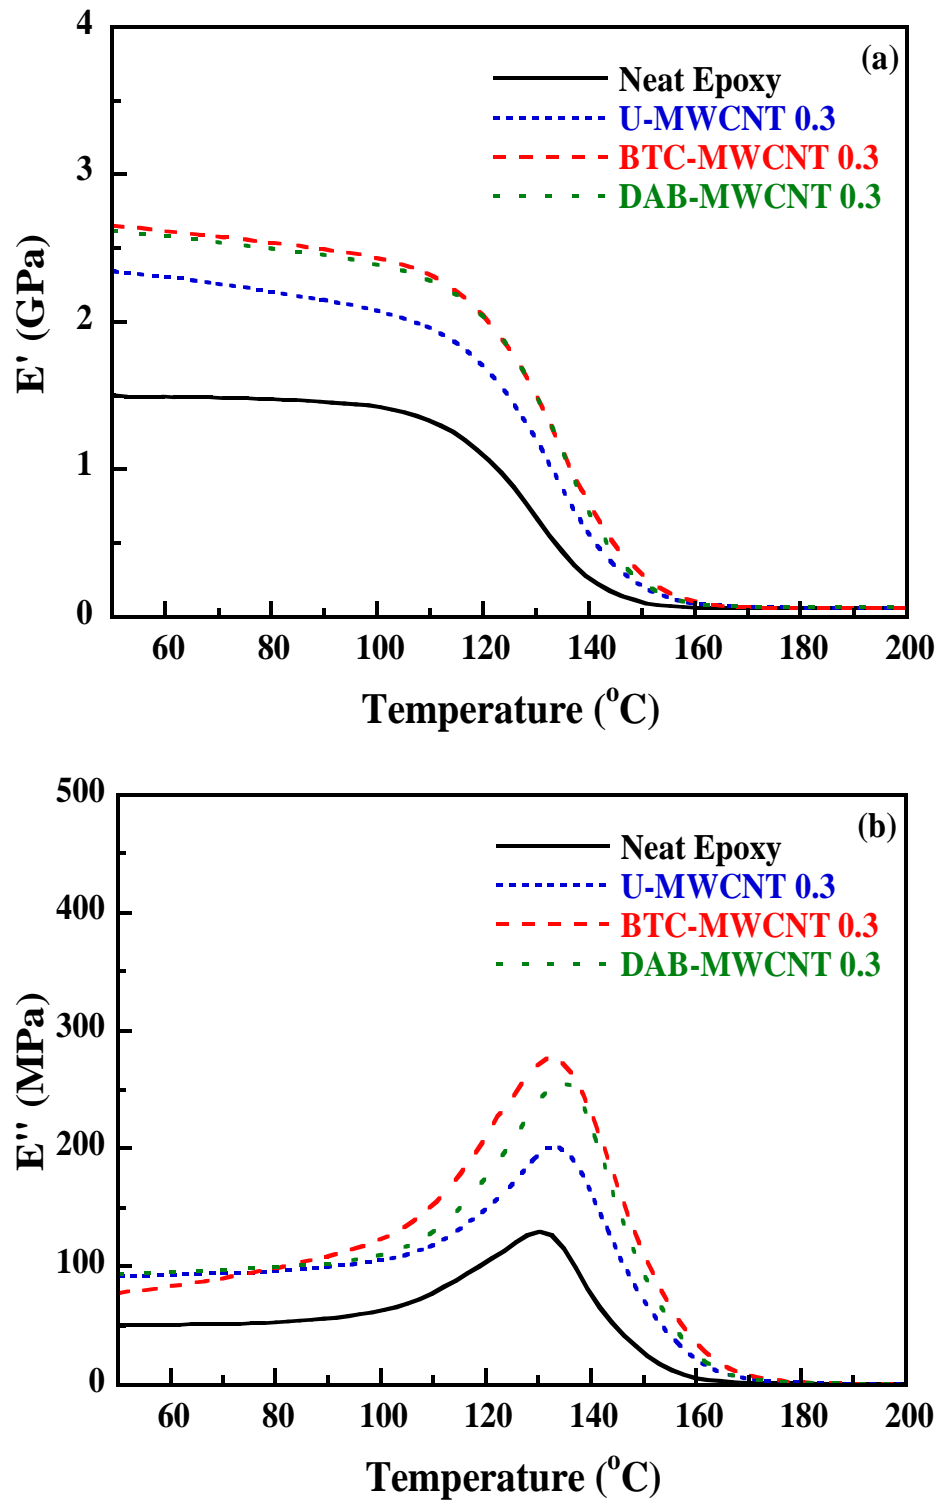 4
(a)
Neat Epoxy
U-MWCNT 0.3
3
BTC-MWCNT 0.3
DAB-MWCNT 0.3
E' (GPa)
2
1
0
60 80 100 120 140 160 180 200
Temperature (°C)
500
(b)
Neat Epoxy
U-MWCNT 0.3
400
BTC-MWCNT 0.3
DAB-MWCNT 0.3
E'' (MPa)
300
200
100
0
60 80 100 120 140 160 180 200
Temperature (°C)